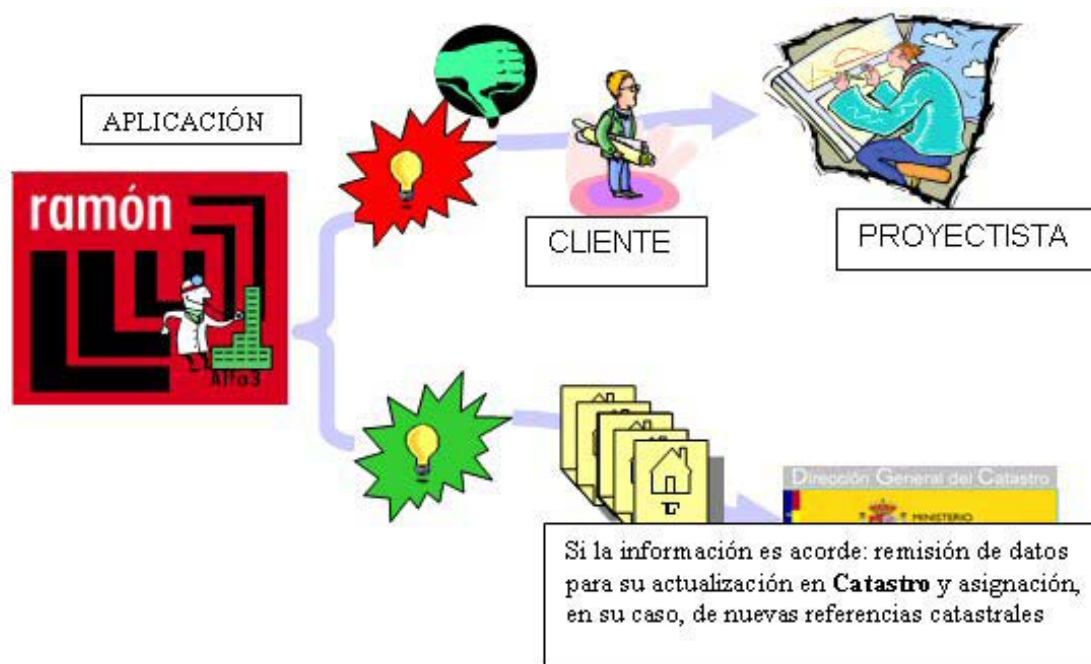 APLICACIÓN
ramón
Alfa3
CLIENTE
PROYECTISTA
Dirección General del Catastro
MINISTERIO
Si la información es acorde: remisión de datos
para su actualización en Catastro y asignación,
en su caso, de nuevas referencias catastrales